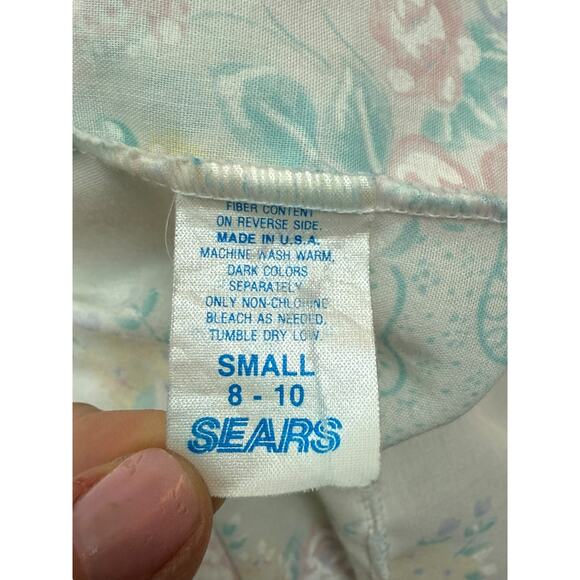 FIBER CONTENT
ON REVERSE SIDE.
MADE IN U.S.A.
MACHINE WASH WARM,
DARK COLORS
SEPARATELY
ONLY NON-CHLORINE
BLEACH AS NEEDED.
TUMBLE DRY LOW.
SMALL
8 - 10
SEARS